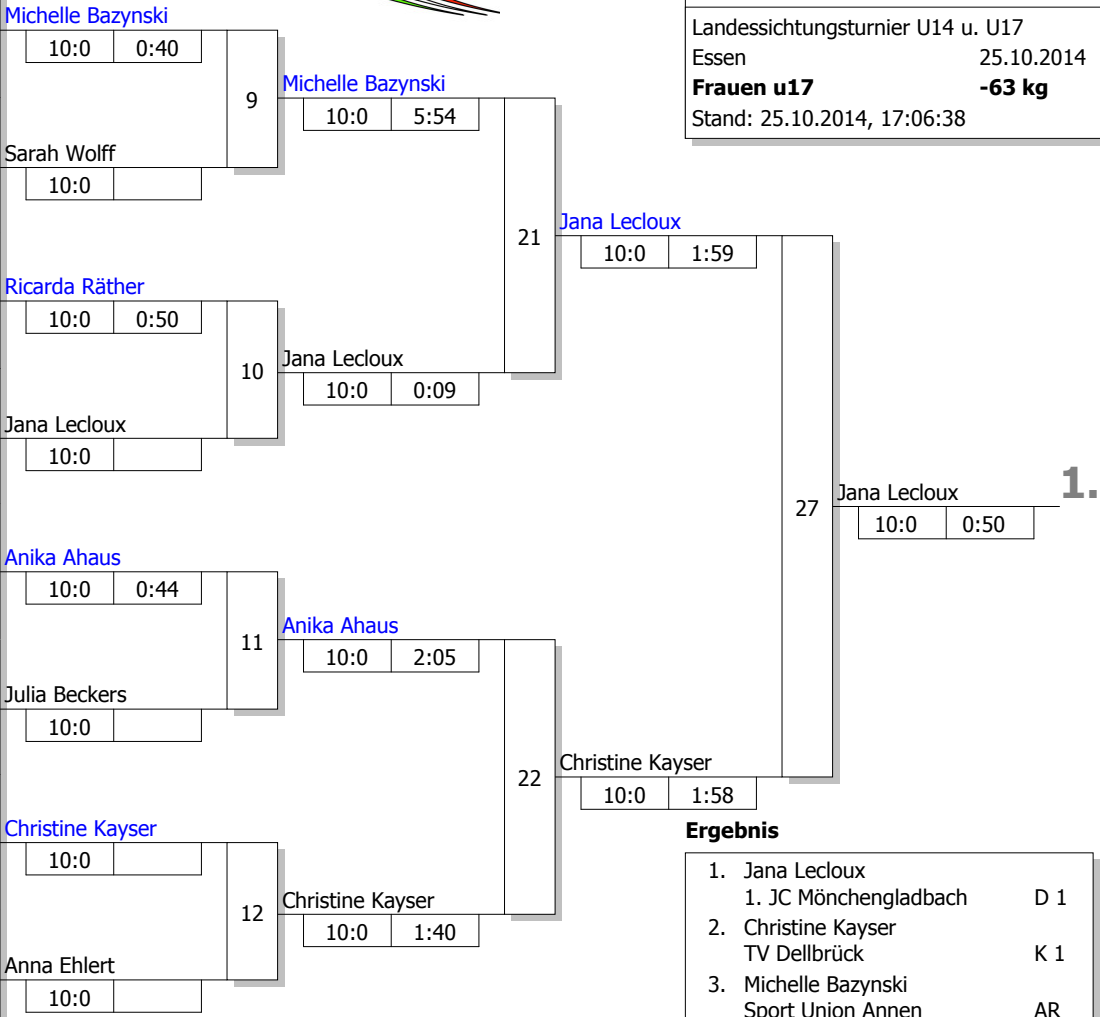 Landessichtungsturnier U14 u. U17
Essen 25.10.2014
Frauen u17 -63 kg
Stand: 25.10.2014, 17:06:38
Michelle Bazynski
10:0 0:40
9
Sarah Wolff
10:0
Michelle Bazynski
10:0 5:54
21
Ricarda Räther
10:0 0:50
10
Jana Lecloux
10:0
Jana Lecloux
10:0 0:09
Jana Lecloux
10:0 1:59
27
Anika Ahaus
10:0 0:44
11
Julia Beckers
10:0
Anika Ahaus
10:0 2:05
22
Christine Kayser
10:0
12
Anna Ehlert
10:0
Christine Kayser
10:0 1:40
Christine Kayser
10:0 1:58
Jana Lecloux
10:0 0:50
1.
Ergebnis
1. Jana Lecloux
1. JC Mönchengladbach D 1
2. Christine Kayser
TV Dellbrück K 1
3. Michelle Bazynski
Sport Union Annen AR